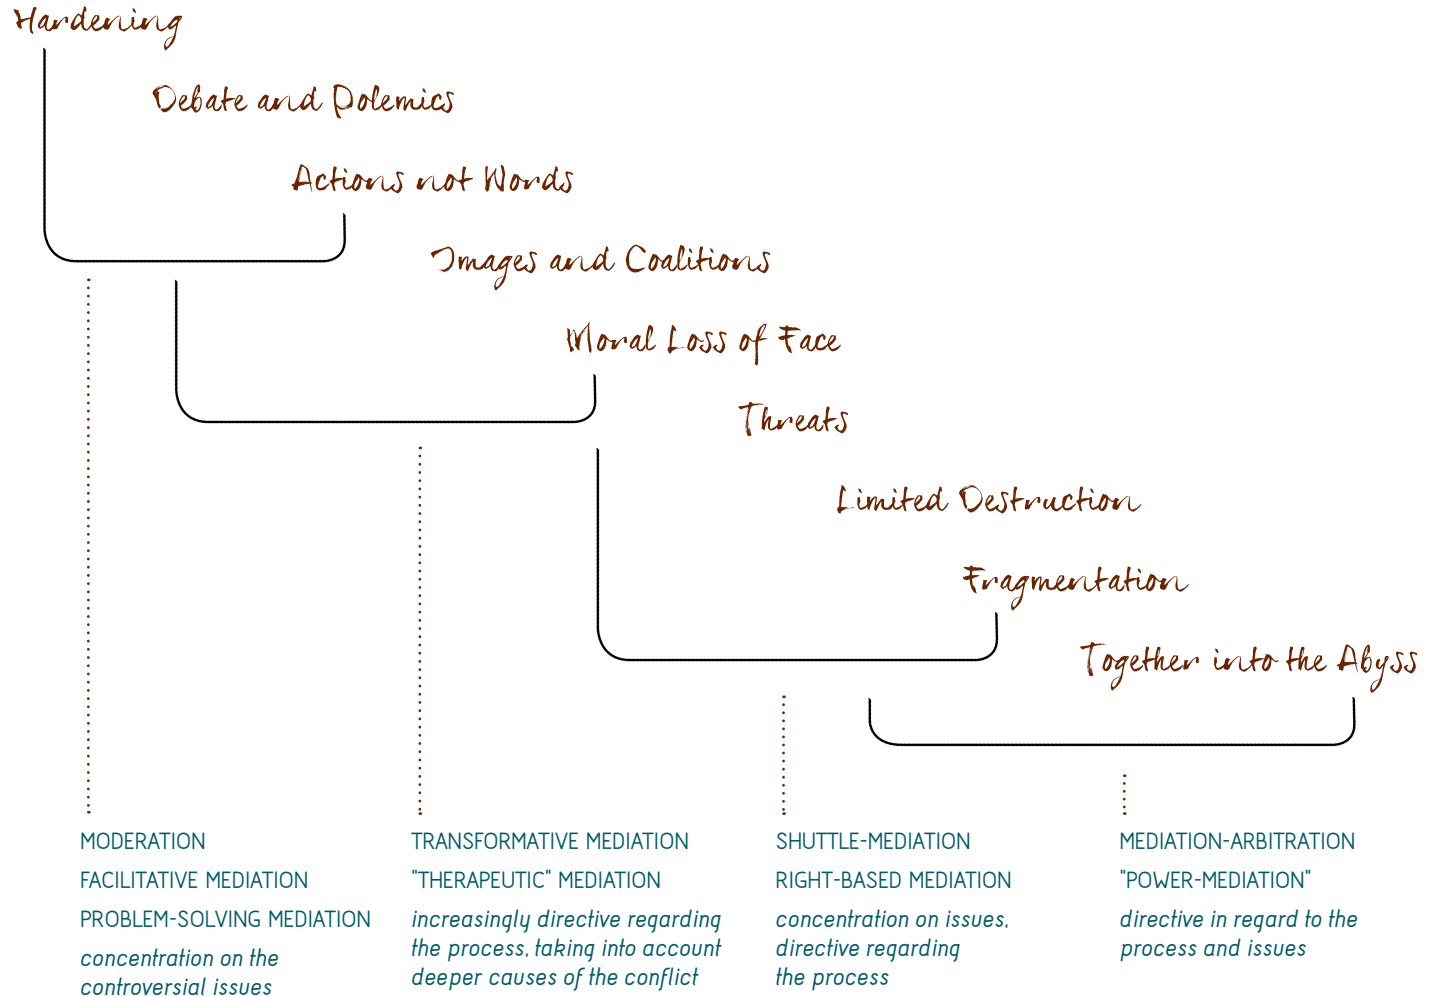 Hardening
Debate and Polemics
Actions not Words
Images and Coalitions
Moral Loss of Face
Threats
Limited Destruction
Fragmentation
Together into the Abyss
MODERATION
FACILITATIVE MEDIATION
PROBLEM-SOLVING MEDIATION
concentration on the
controversial issues
TRANSFORMATIVE MEDIATION
"THERAPEUTIC" MEDIATION
increasingly directive regarding
the process, taking into account
deeper causes of the conflict
SHUTTLE-MEDIATION
RIGHT-BASED MEDIATION
concentration on issues,
directive regarding
the process
MEDIATION-ARBITRATION
"POWER-MEDIATION"
directive in regard to the
process and issues